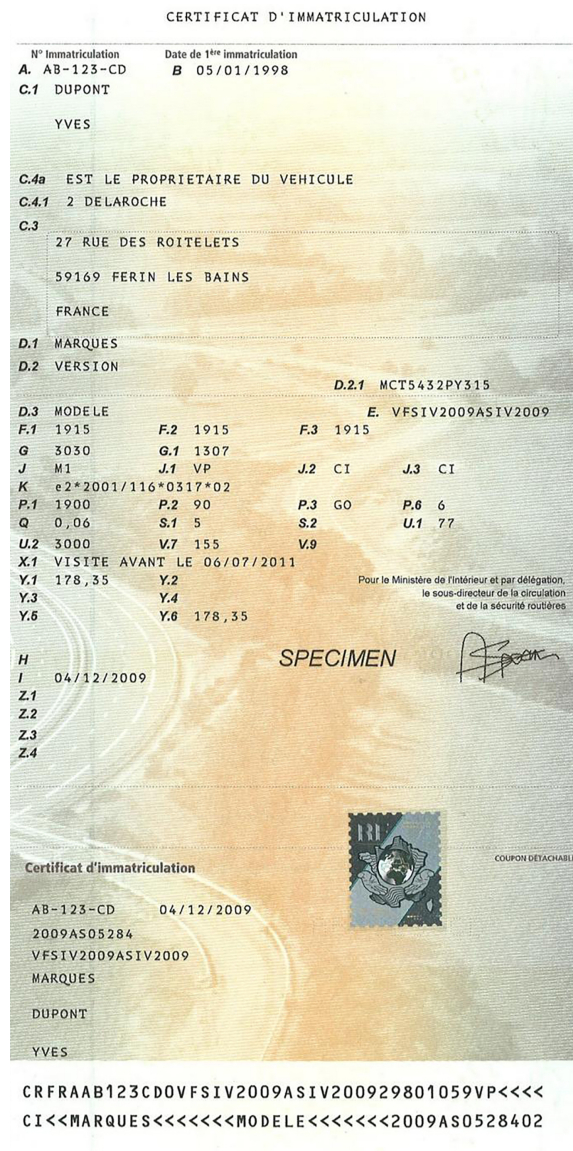 CERTIFICAT D'IMMATRICULATION
N° Immatriculation Date de 1ère immatriculation
A. AB-123-CD B 05/01/1998
C.1 DUPONT
YVES
C.4a EST LE PROPRIETAIRE DU VEHICULE
C.4.1 2 DELAROCHE
C.3
27 RUE DES ROITELETS
59169 FERIN LES BAINS
FRANCE
D.1 MARQUES
D.2 VERSION
D.2.1 MCT5432PY315
D.3 MODELE E. VFSIV2009ASIV2009
F.1 1915 F.2 1915 F.3 1915
G 3030 G.1 1307
J M1 J.1 VP J.2 CI J.3 CI
K e2*2001/116*0317*02
P.1 1900 P.2 90 P.3 GO P.6 6
Q 0,06 S.1 5 S.2 U.1 77
U.2 3000 V.7 155 V.9
X.1 VISITE AVANT LE 06/07/2011
Y.1 178,35 Y.2 Pour le Ministère de l'Intérieur et par délégation,
Y.3 Y.4 le sous-directeur de la circulation
et de la sécurité routières
Y.5 Y.6 178,35
H SPECIMEN
I 04/12/2009
Z.1
Z.2
Z.3
Z.4
COUPON DÉTACHABL
Certificat d'immatriculation
AB-123-CD 04/12/2009
2009AS05284
VFSIV2009ASIV2009
MARQUES
DUPONT
YVES
CRFRAAB123CD0VFSIV2009ASIV200929801059VP<<<<
CI<<MARQUES<<<<<<<MODELE<<<<<<<2009AS0528402